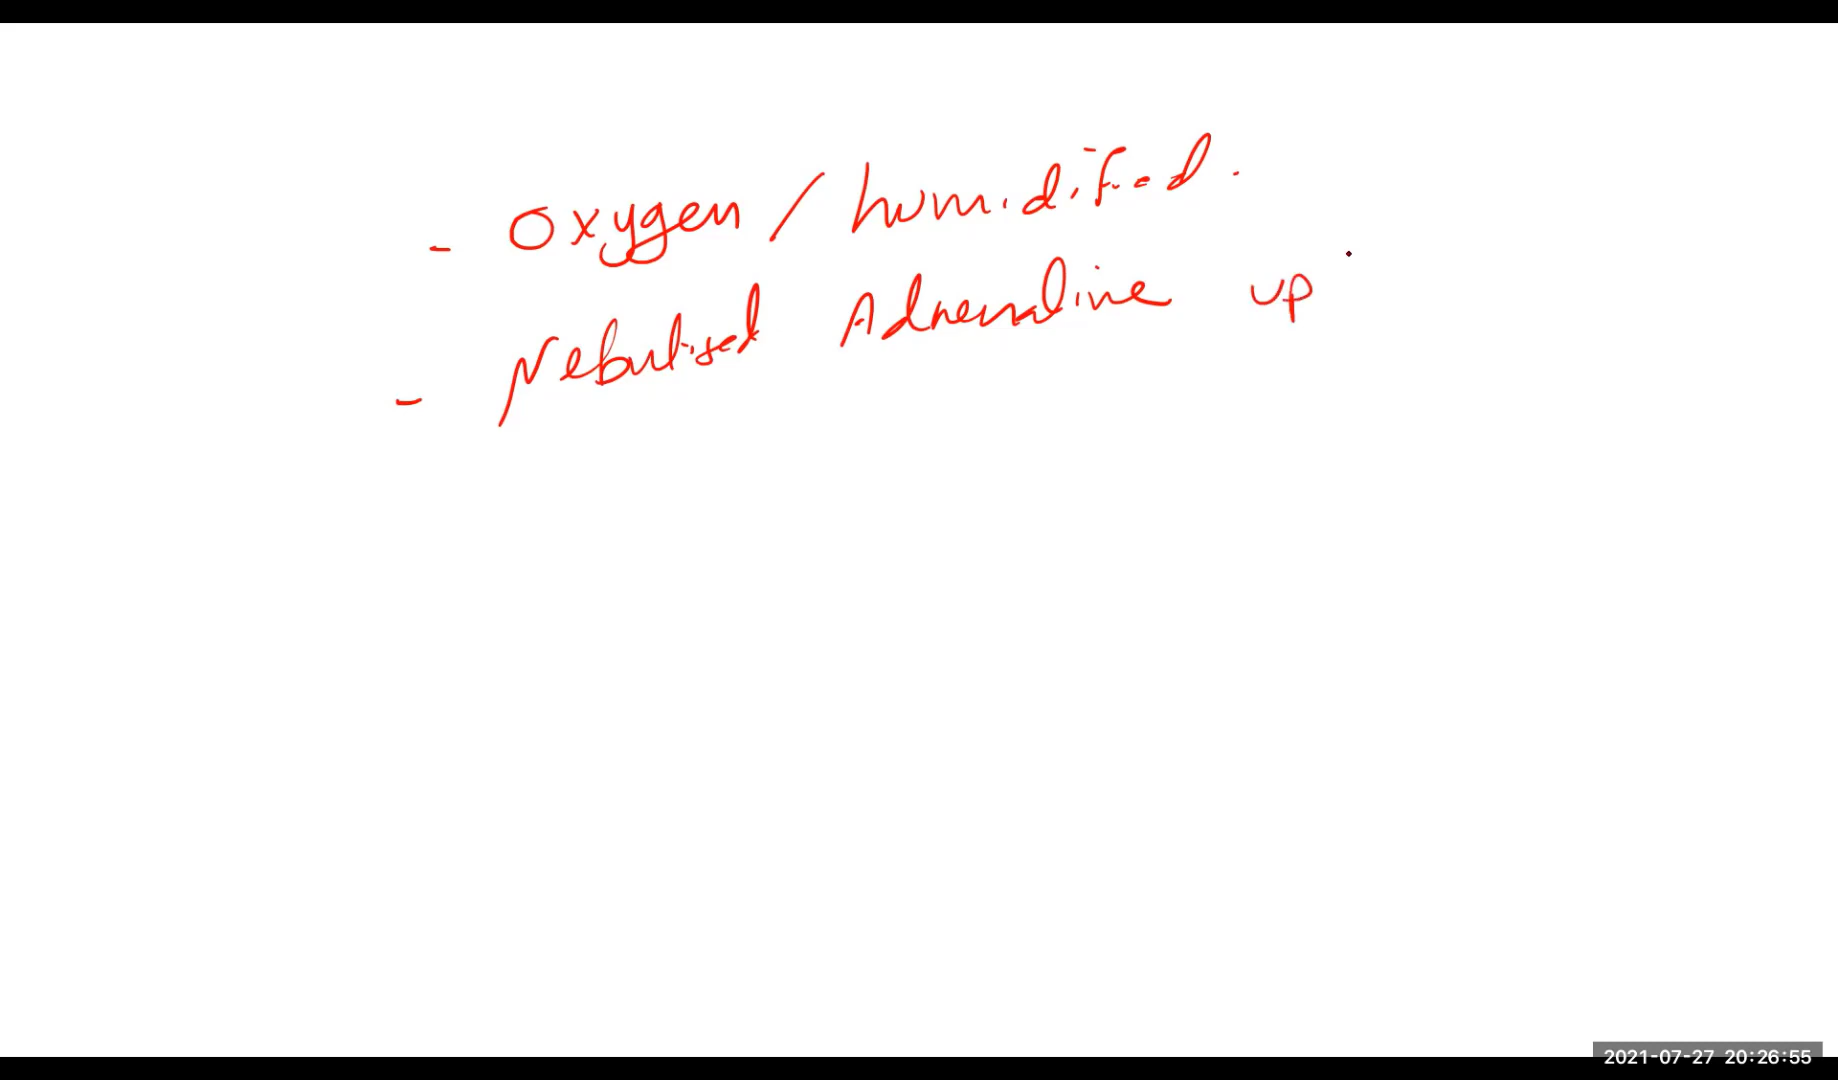 - Oxygen / humidified.
- Nebulised Adrenaline up
2021-07-27 20:26:55